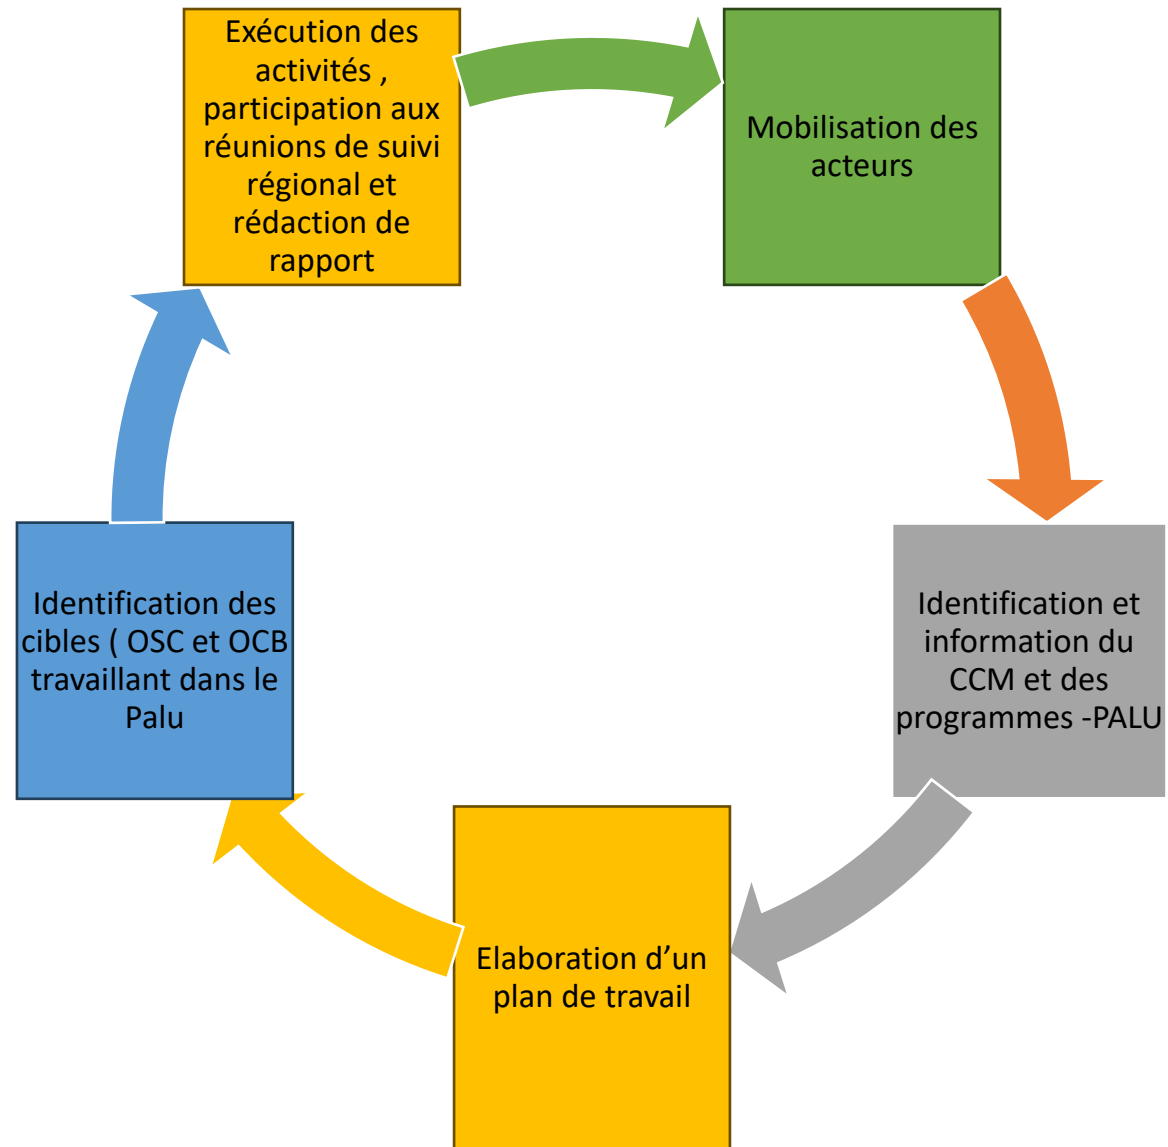 Exécution des
activités ,
participation aux
réunions de suivi
régional et
rédaction de
rapport
Mobilisation des
acteurs
Identification et
information du
CCM et des
programmes -PALU
Elaboration d’un
plan de travail
Identification des
cibles ( OSC et OCB
travaillant dans le
Palu